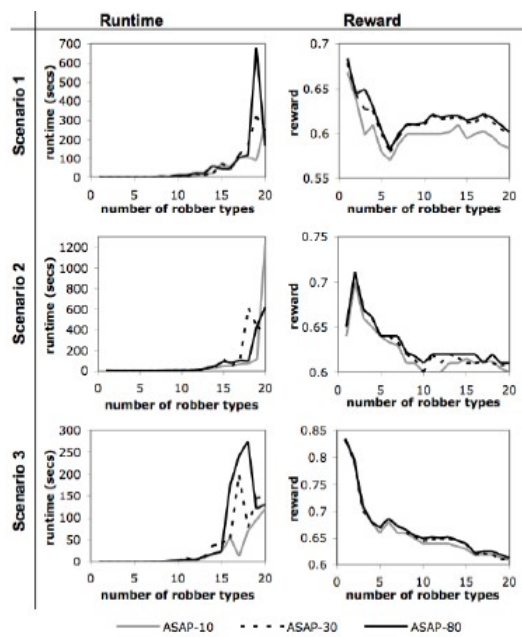 Runtime
Reward
Scenario 1
runtime (secs)
700
600
500
400
300
200
100
0
0 5 10 15 20
number of robber types
reward
0.7
0.65
0.6
0.55
0 5 10 15 20
number of robber types
Scenario 2
runtime (secs)
1200
1000
800
600
400
200
0
0 5 10 15 20
number of robber types
reward
0.75
0.7
0.65
0.6
0 5 10 15 20
number of robber types
Scenario 3
runtime (secs)
300
250
200
150
100
50
0
0 5 10 15 20
number of robber types
reward
0.85
0.8
0.75
0.7
0.65
0.6
0 5 10 15 20
number of robber types
ASAP-10 ASAP-30 ASAP-80